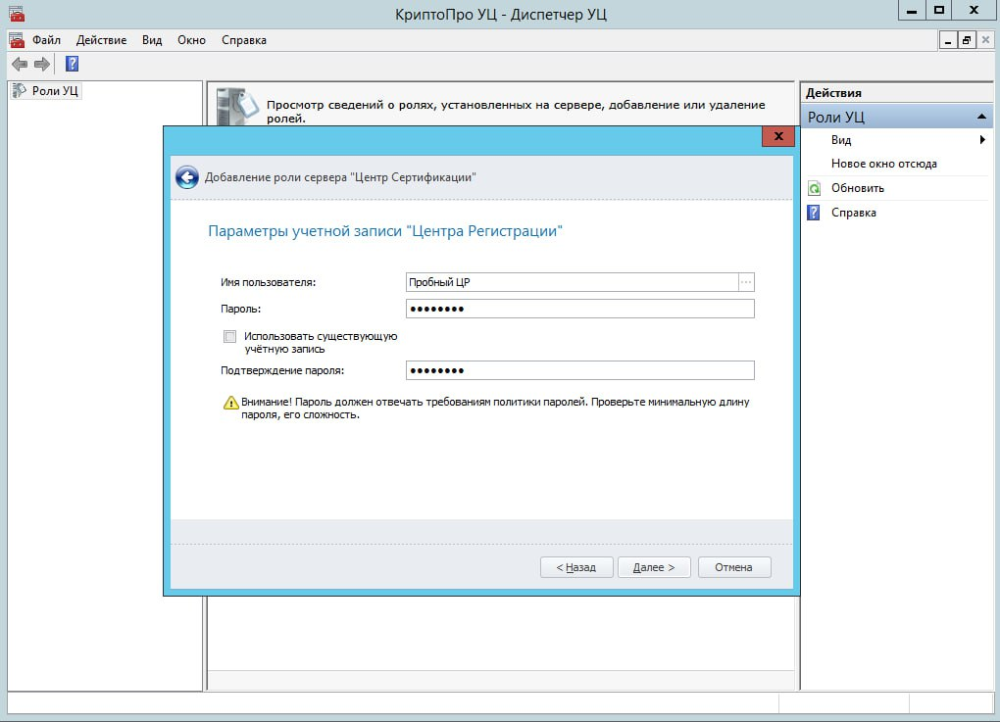 КриптоПро УЦ - Диспетчер УЦ
Файл Действие Вид Окно Справка
Роли УЦ
Просмотр сведений о ролях, установленных на сервере, добавление или удаление
ролей.
Действия
Роли УЦ
Вид
Новое окно отсюда
Обновить
Справка
Добавление роли сервера "Центр Сертификации"
Параметры учетной записи "Центра Регистрации"
Имя пользователя: Пробный ЦР ...
Пароль: ●●●●●●●●
Использовать существующую
учётную запись
Подтверждение пароля: ●●●●●●●●
Внимание! Пароль должен отвечать требованиям политики паролей. Проверьте минимальную длину
пароля, его сложность.
< Назад Далее > Отмена